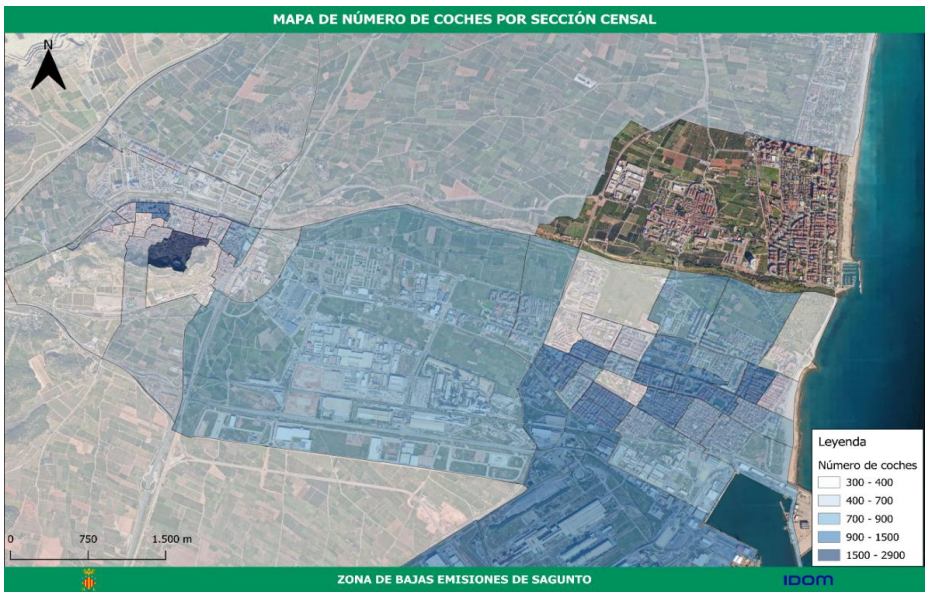 MAPA DE NÚMERO DE COCHES POR SECCIÓN CENSAL
N
Leyenda
Número de coches
300 - 400
400 - 700
700 - 900
900 - 1500
1500 - 2900
0 750 1.500 m
ZONA DE BAJAS EMISIONES DE SAGUNTO
IDOM